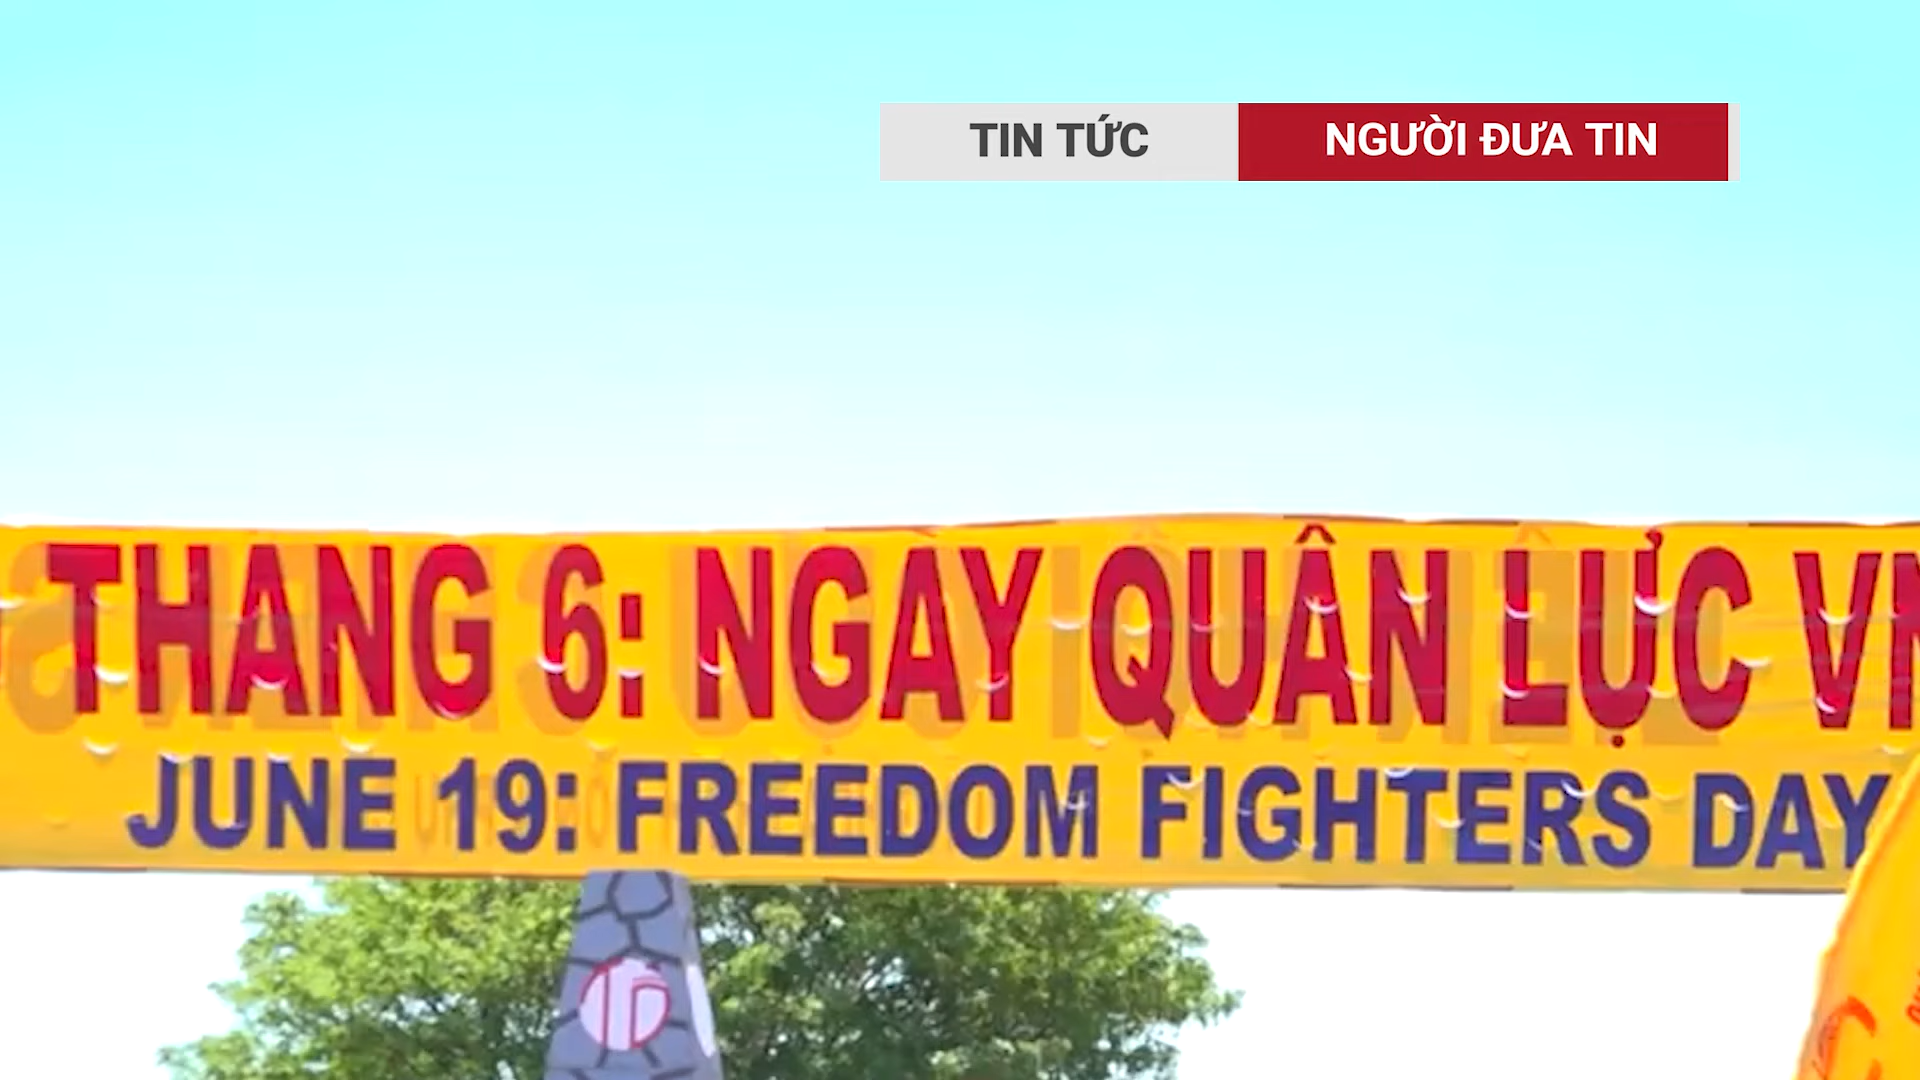 TIN TỨC NGƯỜI ĐƯA TIN
THANG 6: NGAY QUÂN LỰC
JUNE 19: FREEDOM FIGHTERS DAY